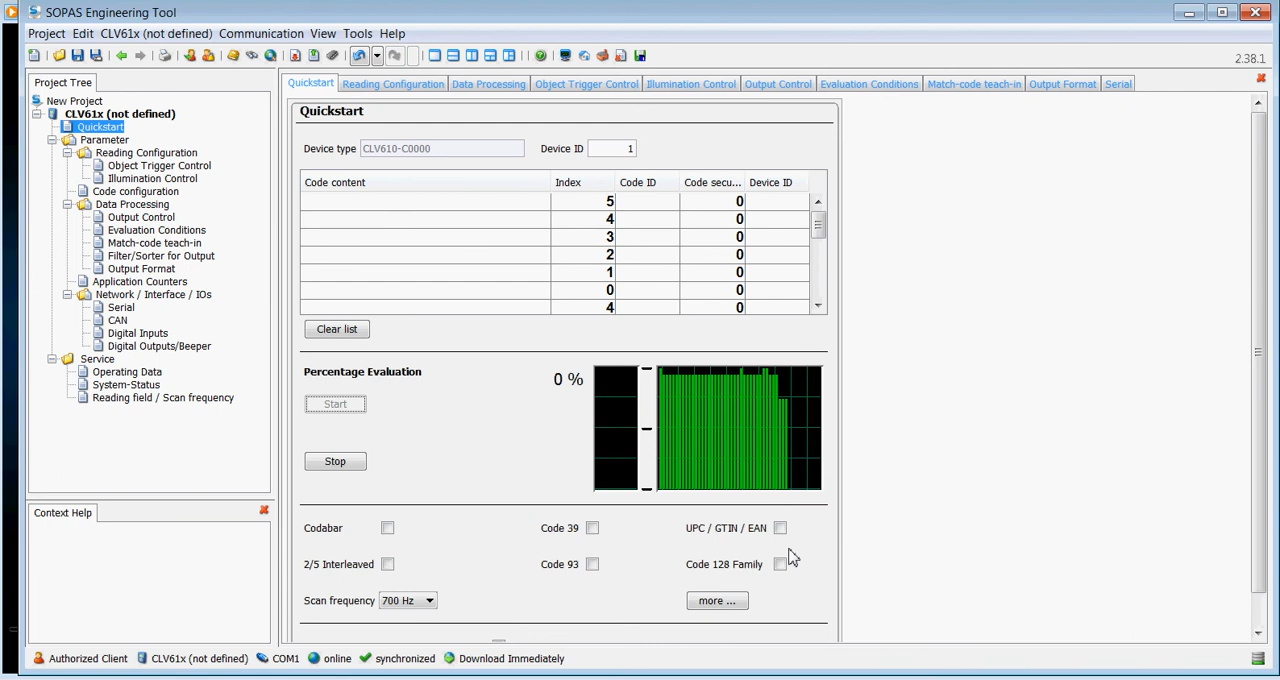 SOPAS Engineering Tool
Project Edit CLV61x (not defined) Communication View Tools Help
2.38.1
Project Tree
New Project
CLV61x (not defined)
Quickstart
Parameter
Reading Configuration
Object Trigger Control
Illumination Control
Code configuration
Data Processing
Output Control
Evaluation Conditions
Match-code teach-in
Filter/Sorter for Output
Output Format
Application Counters
Network / Interface / IOs
Serial
CAN
Digital Inputs
Digital Outputs/Beeper
Service
Operating Data
System-Status
Reading field / Scan frequency
Context Help
Quickstart Reading Configuration Data Processing Object Trigger Control Illumination Control Output Control Evaluation Conditions Match-code teach-in Output Format Serial
Quickstart
Device type CLV610-C0000 Device ID 1
Code content Index Code ID Code secu... Device ID
5 0
4 0
3 0
2 0
1 0
0 0
4 0
Clear list
Percentage Evaluation 0 %
Start
Stop
Codabar Code 39 UPC / GTIN / EAN
2/5 Interleaved Code 93 Code 128 Family
Scan frequency 700 Hz more ...
Authorized Client CLV61x (not defined) COM1 online synchronized Download Immediately